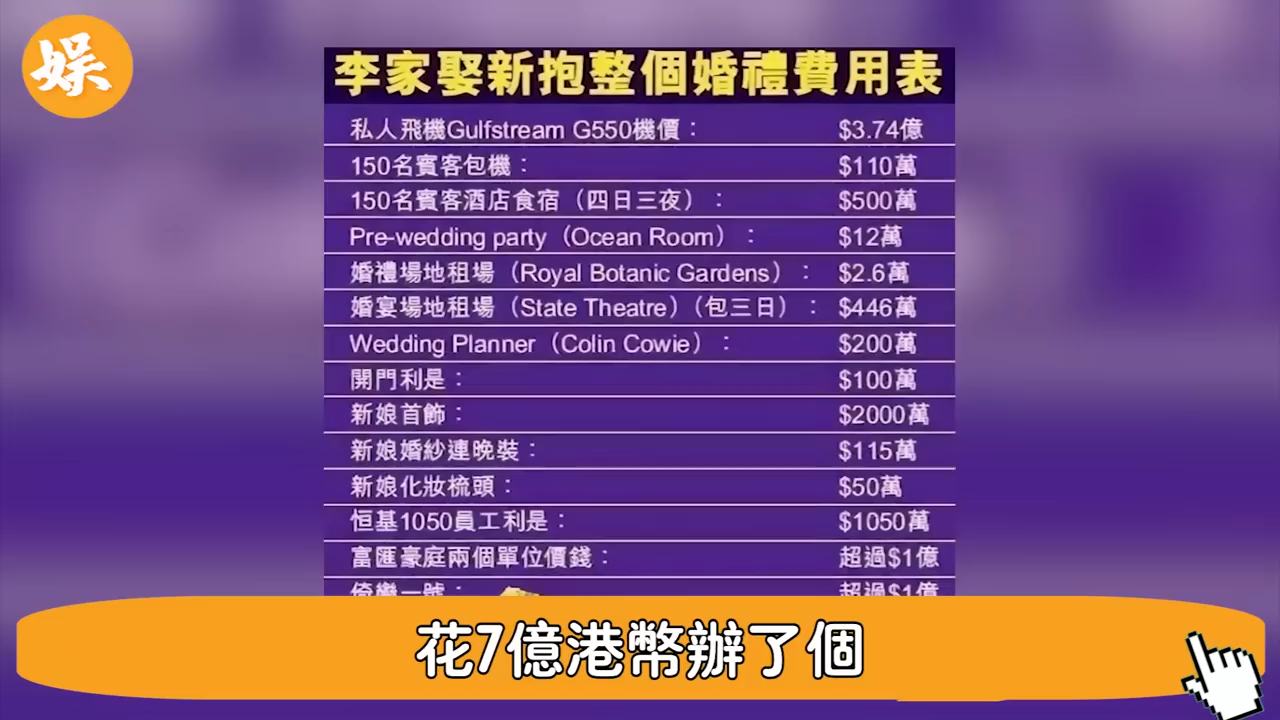 娱
李家娶新抱整個婚禮費用表
私人飛機Gulfstream G550機價： $3.74億
150名賓客包機： $110萬
150名賓客酒店食宿（四日三夜）： $500萬
Pre-wedding party（Ocean Room）： $12萬
婚禮場地租場（Royal Botanic Gardens）： $2.6萬
婚宴場地租場（State Theatre）（包三日）： $446萬
Wedding Planner（Colin Cowie）： $200萬
開門利是： $100萬
新娘首飾： $2000萬
新娘婚紗連晚裝： $115萬
新娘化妝梳頭： $50萬
恒基1050員工利是： $1050萬
富匯豪庭兩個單位價錢： 超過$1億
倚巒一號： 超過$1億
花7億港幣辦了個